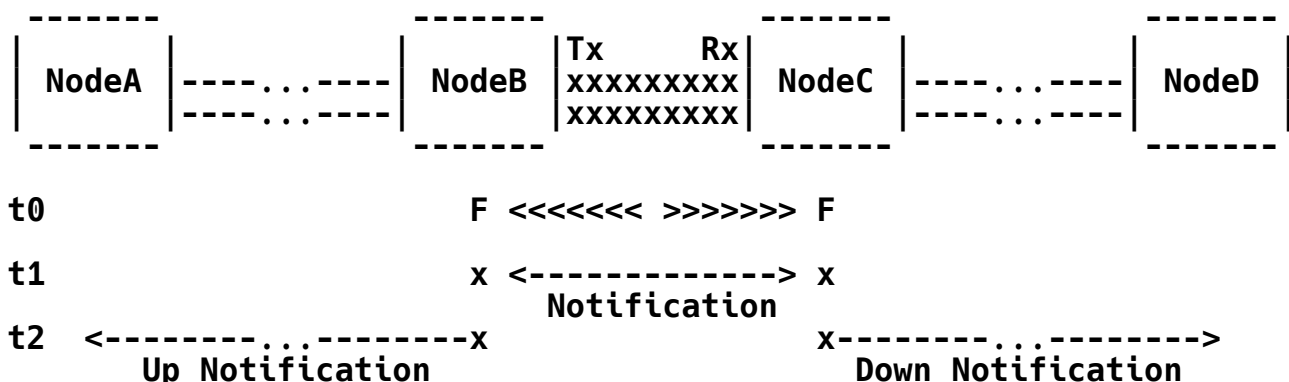 -------             -------           -------             -------
|       |           |       |Tx     Rx|       |           |       |
| NodeA |----...----| NodeB |xxxxxxxxx| NodeC |----...----| NodeD |
|       |----...----|       |xxxxxxxxx|       |----...----|       |
 -------             -------           -------             -------
t0                      F <<<<<<< >>>>>>> F
t1                      x <-------------> x
                            Notification
t2  <--------...--------x                 x--------...-------->
       Up Notification                      Down Notification